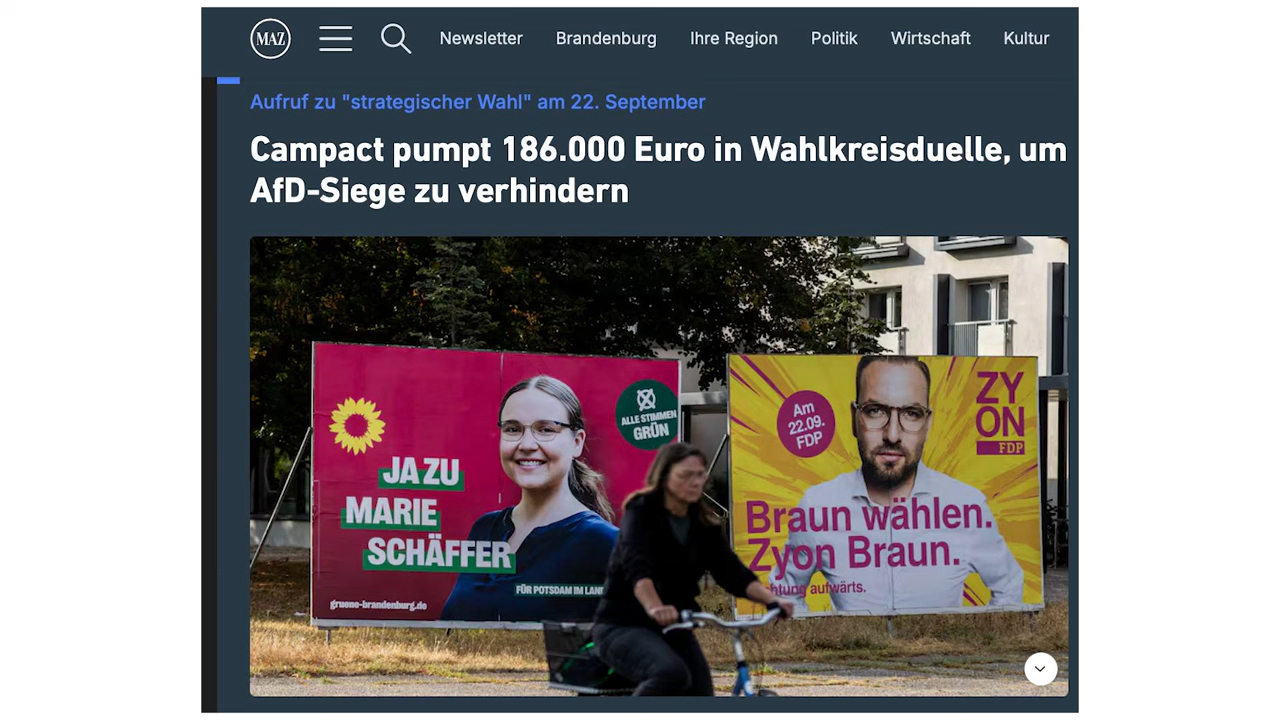 MAZ
Newsletter
Brandenburg
Ihre Region
Politik
Wirtschaft
Kultur
Aufruf zu "strategischer Wahl" am 22. September
Campact pumpt 186.000 Euro in Wahlkreisduelle, um
AfD-Siege zu verhindern
ALLE STIMMEN
GRÜN
JA ZU
MARIE
SCHÄFFER
FÜR POTSDAM IM LAN
gruene-brandenburg.de
Am
22.09.
FDP
ZY
ON
FDP
Braun wählen.
Zyon Braun.
chtung aufwärts.